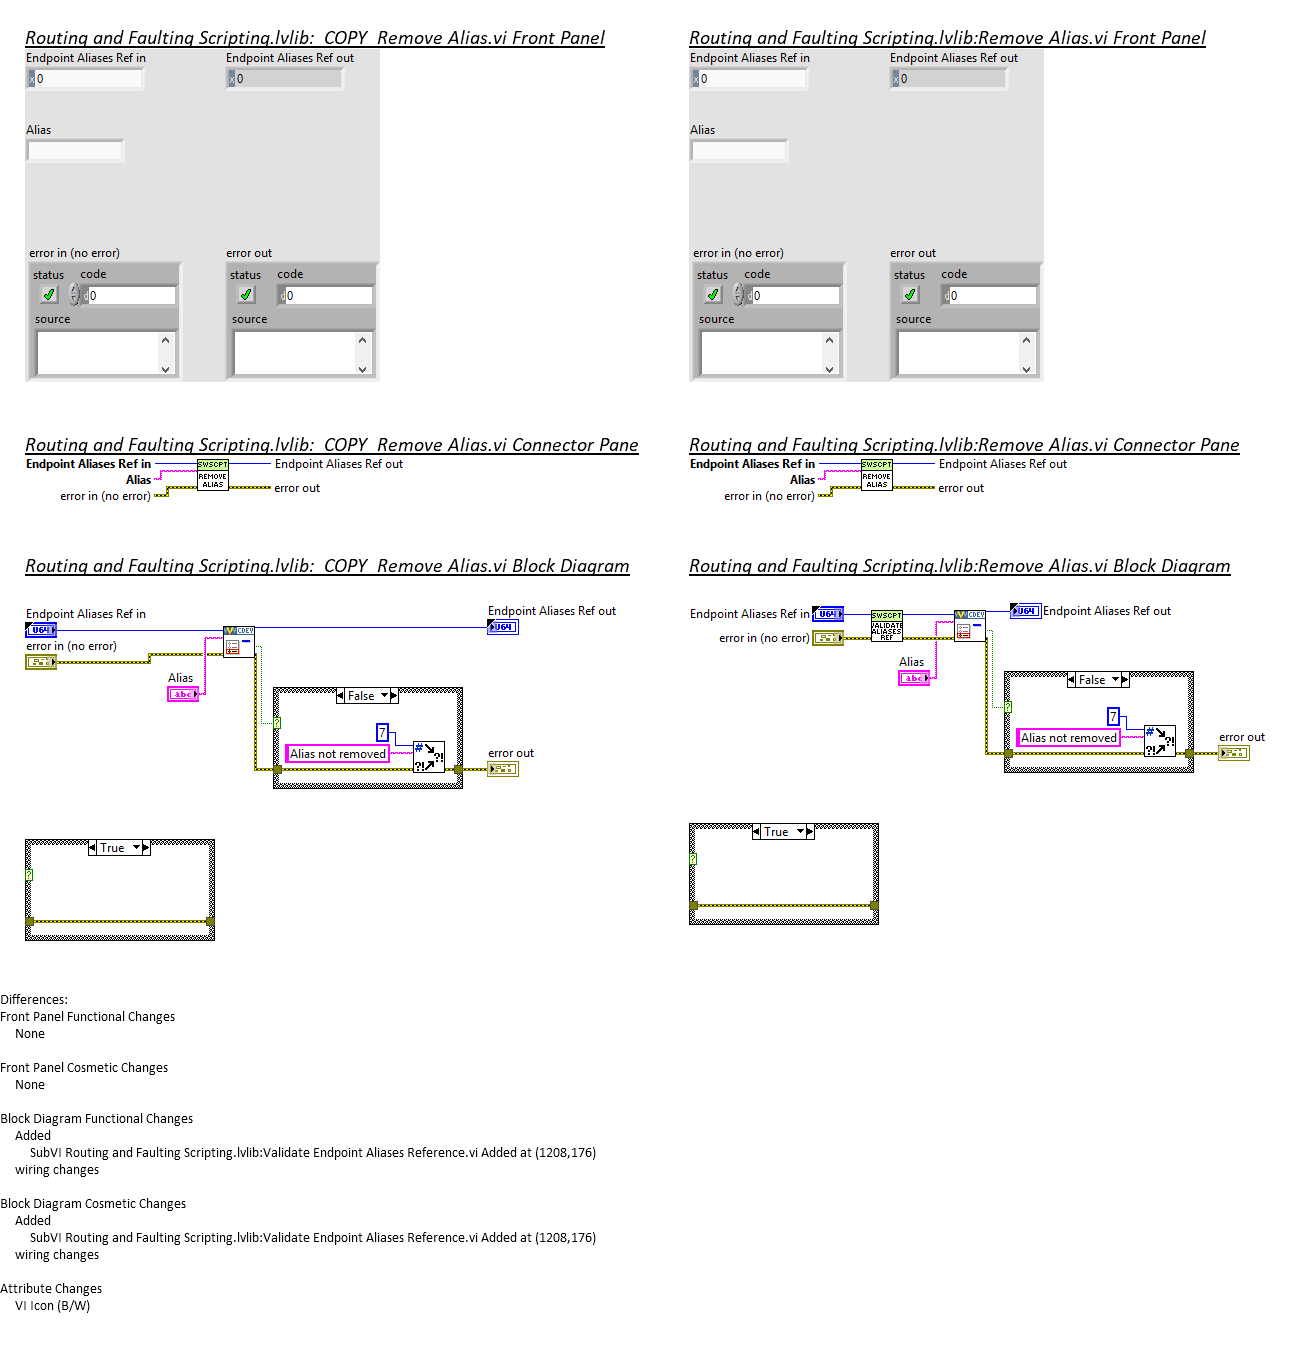 Routing and Faulting Scripting.lvlib:  COPY  Remove Alias.vi Front Panel
Endpoint Aliases Ref in
Endpoint Aliases Ref out
x 0
x 0
Alias
error in (no error)
error out
status
code
status
code
d 0
d 0
source
source
Routing and Faulting Scripting.lvlib:Remove Alias.vi Front Panel
Endpoint Aliases Ref in
Endpoint Aliases Ref out
x 0
x 0
Alias
error in (no error)
error out
status
code
status
code
d 0
d 0
source
source
Routing and Faulting Scripting.lvlib:  COPY  Remove Alias.vi Connector Pane
Endpoint Aliases Ref in
Alias
error in (no error)
SWSCPT
REMOVE
ALIAS
Endpoint Aliases Ref out
error out
Routing and Faulting Scripting.lvlib:Remove Alias.vi Connector Pane
Endpoint Aliases Ref in
Alias
error in (no error)
SWSCPT
REMOVE
ALIAS
Endpoint Aliases Ref out
error out
Routing and Faulting Scripting.lvlib:  COPY  Remove Alias.vi Block Diagram
Endpoint Aliases Ref in
U64
error in (no error)
Alias
abc
CDEV
Endpoint Aliases Ref out
U64
False
?
7
Alias not removed
# ?!
?!
error out
True
?
Routing and Faulting Scripting.lvlib:Remove Alias.vi Block Diagram
Endpoint Aliases Ref in
U64
error in (no error)
SWSCPT
VALIDATE
ALIASES
REF
Alias
abc
CDEV
U64
Endpoint Aliases Ref out
False
?
7
Alias not removed
# ?!
?!
error out
True
?
Differences:
Front Panel Functional Changes
None
Front Panel Cosmetic Changes
None
Block Diagram Functional Changes
Added
SubVI Routing and Faulting Scripting.lvlib:Validate Endpoint Aliases Reference.vi Added at (1208,176)
wiring changes
Block Diagram Cosmetic Changes
Added
SubVI Routing and Faulting Scripting.lvlib:Validate Endpoint Aliases Reference.vi Added at (1208,176)
wiring changes
Attribute Changes
VI Icon (B/W)